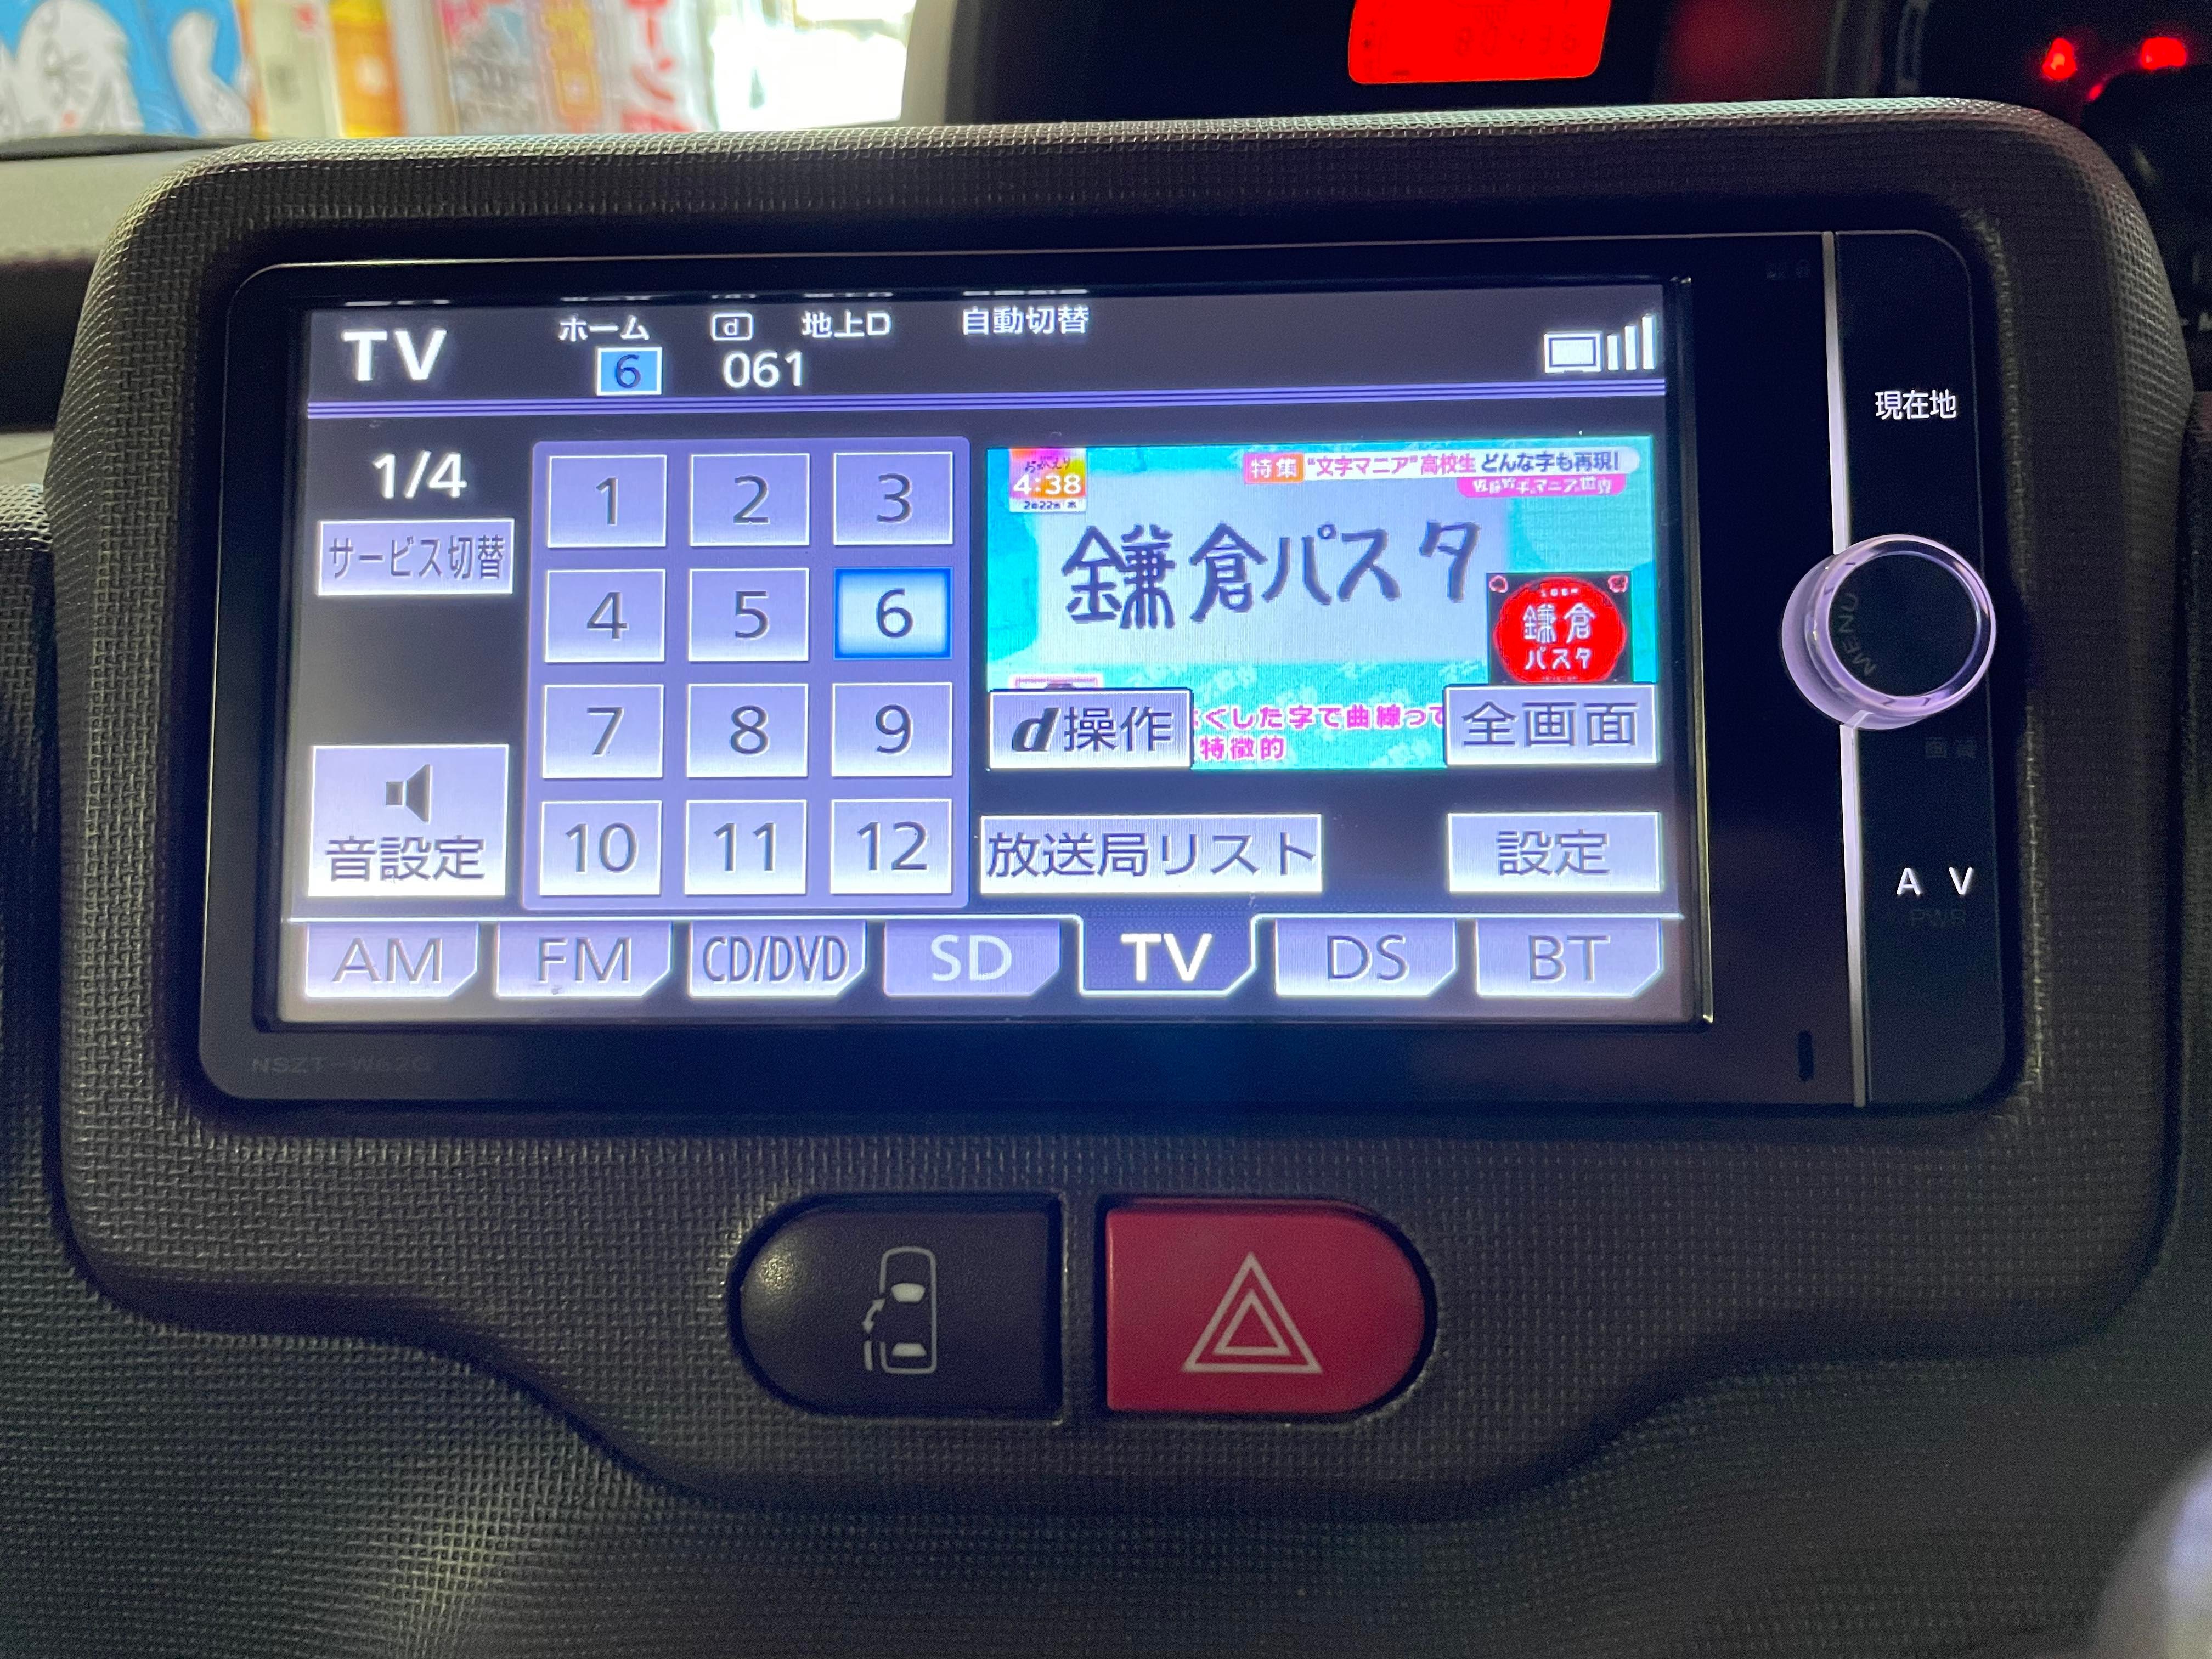 TV
ホーム
d
地上D
自動切替
6
061
1/4
サービス切替
音設定
1 2 3
4 5 6
7 8 9
10 11 12
4:38
特集 "文字マニア"高校生 どんな字も再現!
鎌倉パスタ
鎌倉
パスタ
くした字で曲線って
特徴的
d操作
全画面
放送局リスト
設定
AM FM CD/DVD SD TV DS BT
現在地
MENU
A V
NSZT-W62G